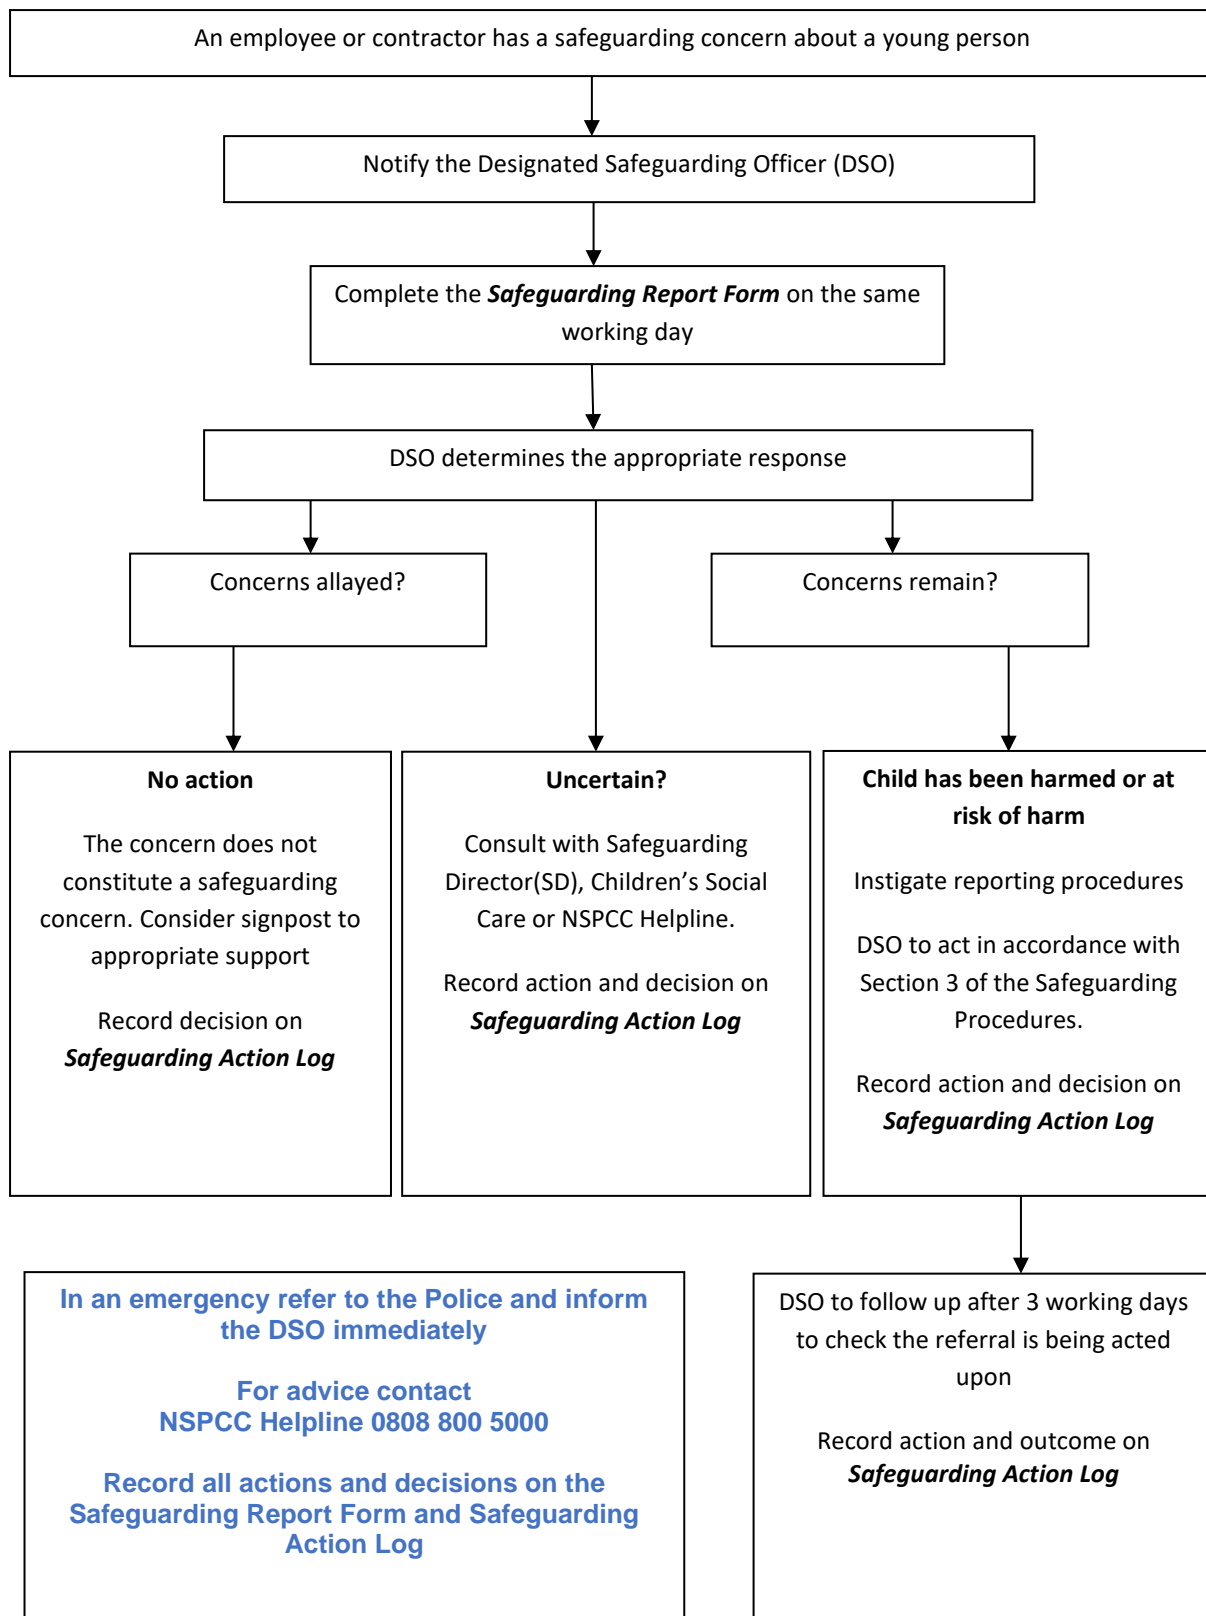 An employee or contractor has a safeguarding concern about a young person
Notify the Designated Safeguarding Officer (DSO)
Complete the Safeguarding Report Form on the same
working day
DSO determines the appropriate response
Concerns allayed?
Concerns remain?
No action
The concern does not
constitute a safeguarding
concern. Consider signpost to
appropriate support
Record decision on
Safeguarding Action Log
Uncertain?
Consult with Safeguarding
Director(SD), Children’s Social
Care or NSPCC Helpline.
Record action and decision on
Safeguarding Action Log
Child has been harmed or at
risk of harm
Instigate reporting procedures
DSO to act in accordance with
Section 3 of the Safeguarding
Procedures.
Record action and decision on
Safeguarding Action Log
In an emergency refer to the Police and inform
the DSO immediately
For advice contact
NSPCC Helpline 0808 800 5000
Record all actions and decisions on the
Safeguarding Report Form and Safeguarding
Action Log
DSO to follow up after 3 working days
to check the referral is being acted
upon
Record action and outcome on
Safeguarding Action Log